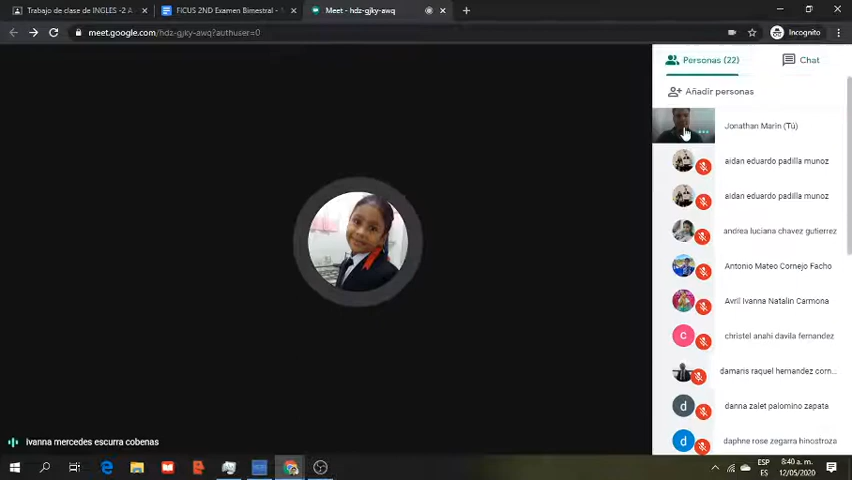 Trabajo de clase de INGLES -2 A
FICUS 2ND Examen Bimestral -
Meet - hdz-gjky-awq
meet.google.com/hdz-gjky-awq?authuser=0
Incógnito
Personas (22)
Chat
Añadir personas
Jonathan Marin (Tú)
aidan eduardo padilla munoz
aidan eduardo padilla munoz
andrea luciana chavez gutierrez
Antonio Mateo Cornejo Facho
Avril Ivanna Natalin Carmona
christel anahi davila fernandez
c
damaris raquel hernandez corn...
danna zalet palomino zapata
d
daphne rose zegarra hinostroza
d
ivanna mercedes escurra cobenas
ESP
ES
8:40 a. m.
12/05/2020